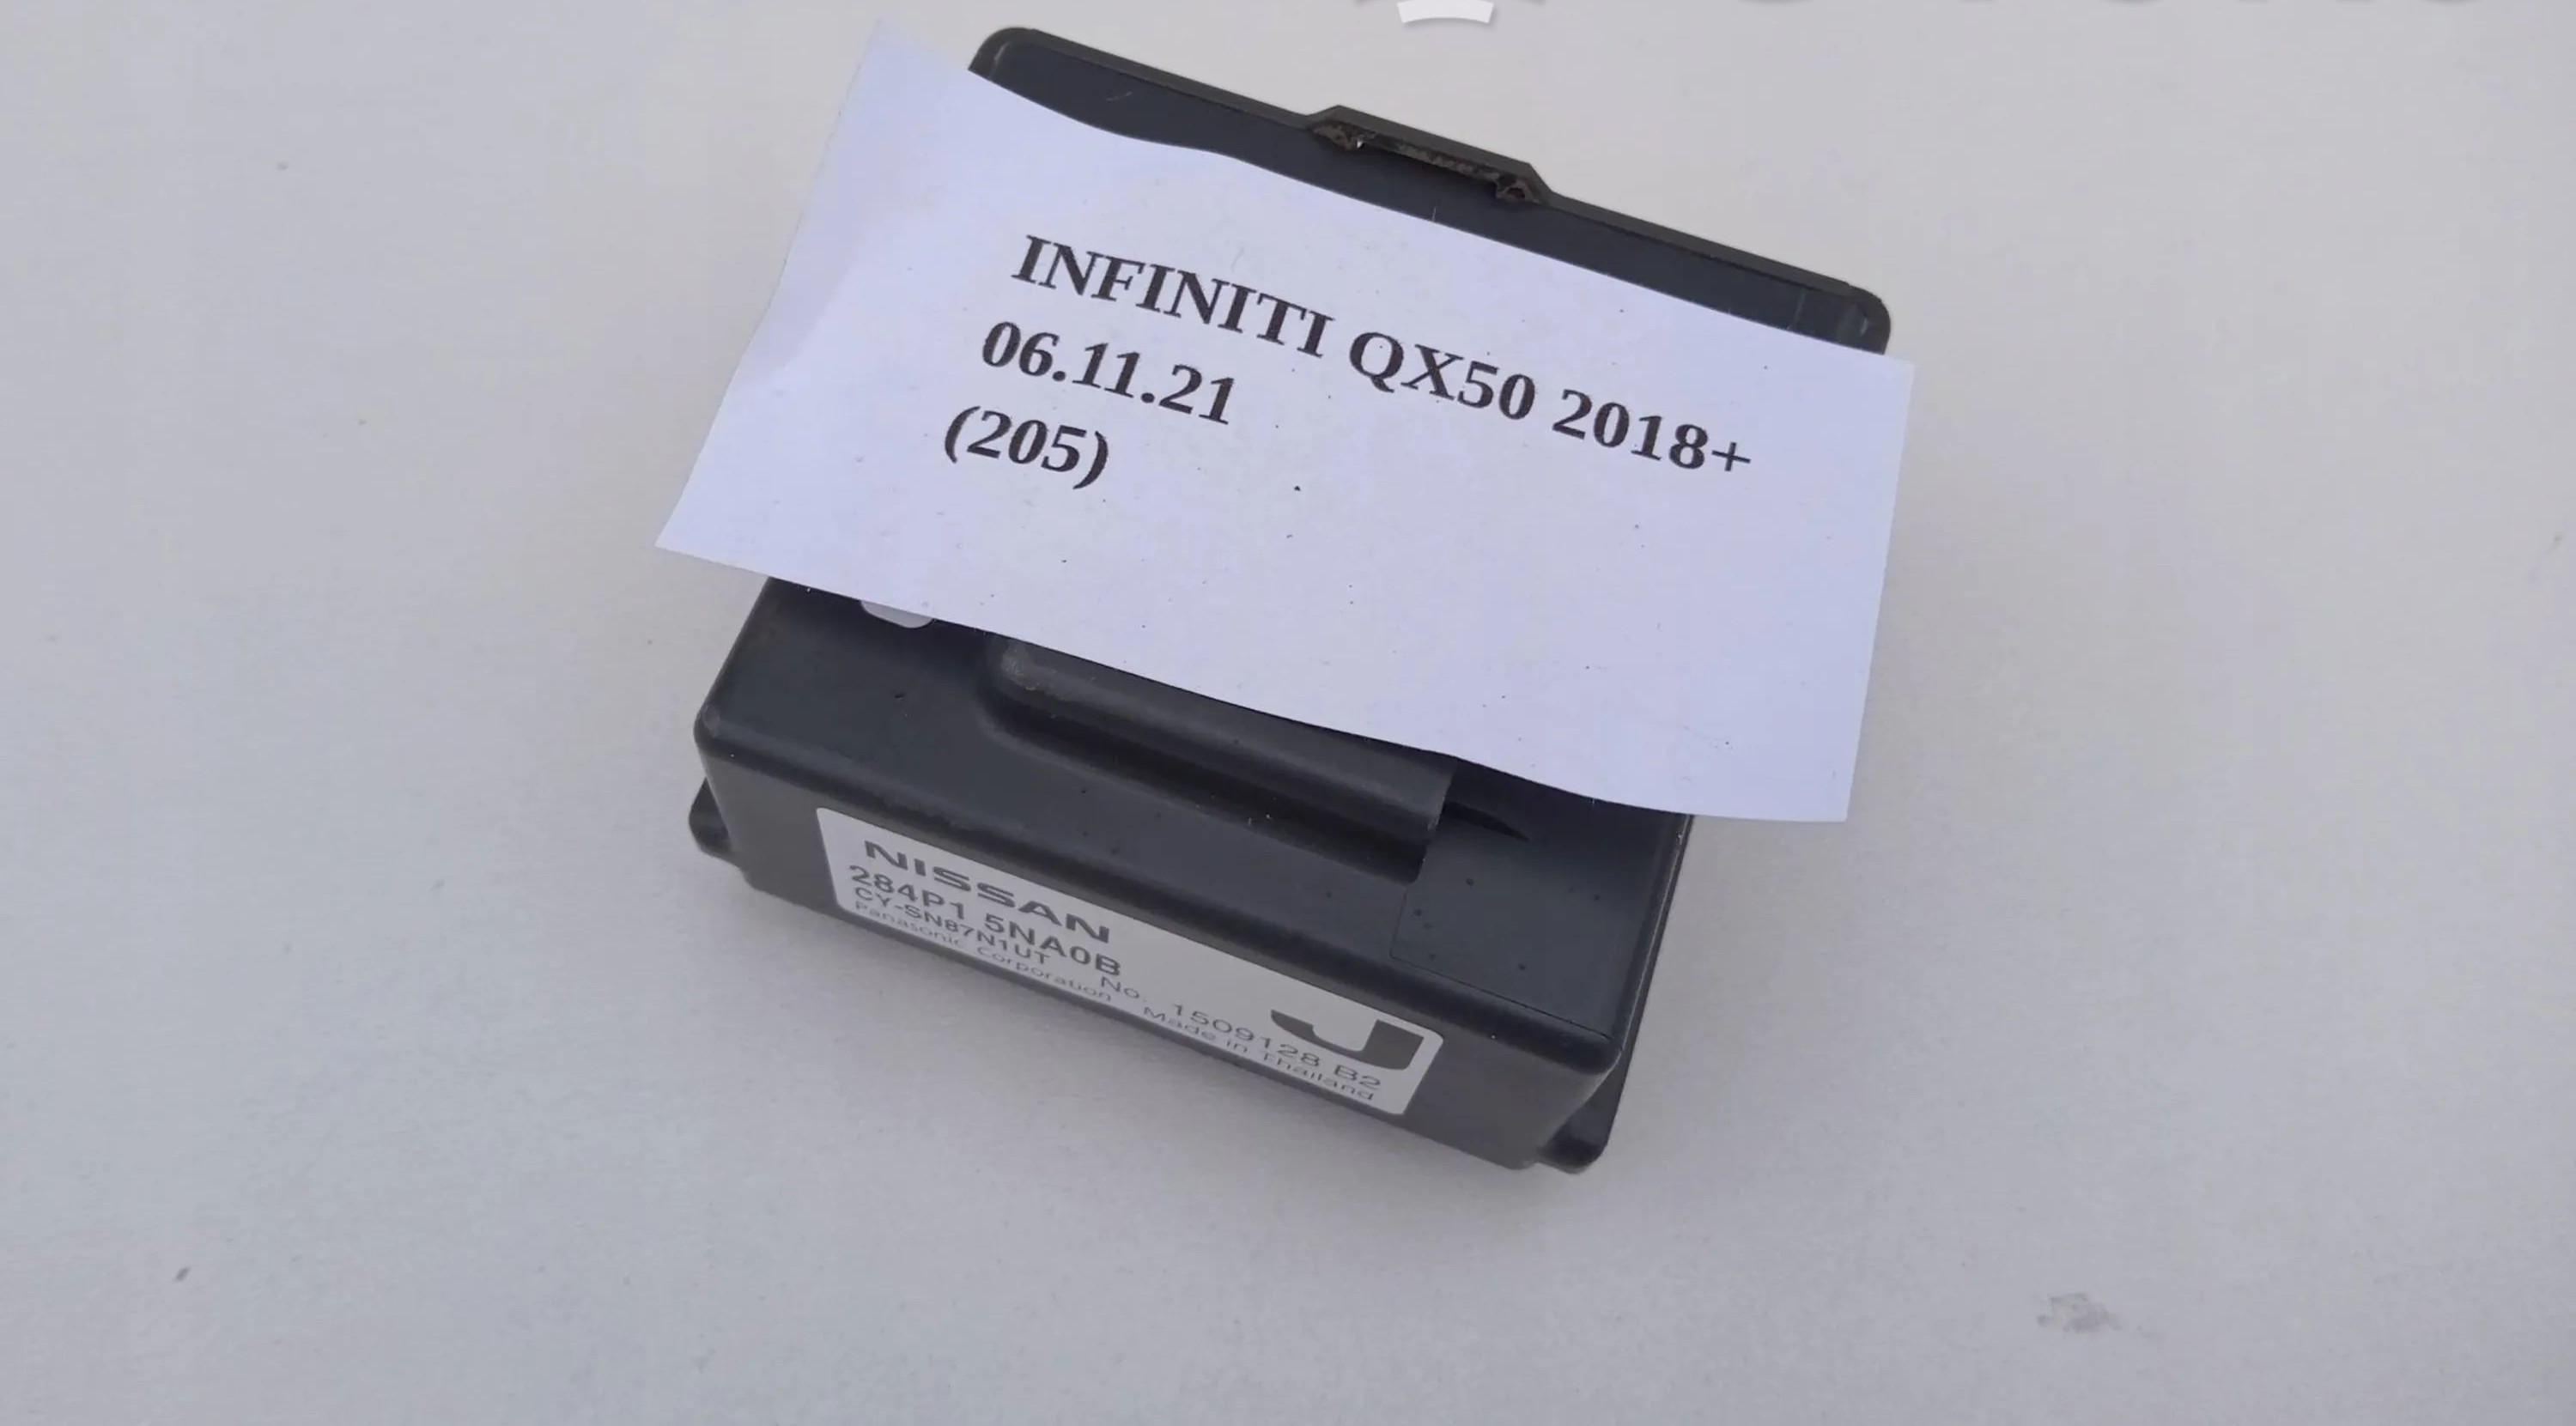 INFINITI QX50 2018+
06.11.21
(205)
NISSAN
284P1 5NA0B
CY-SN87N1UT No. 1509128 B2
Panasonic Corporation Made in Thailand
J